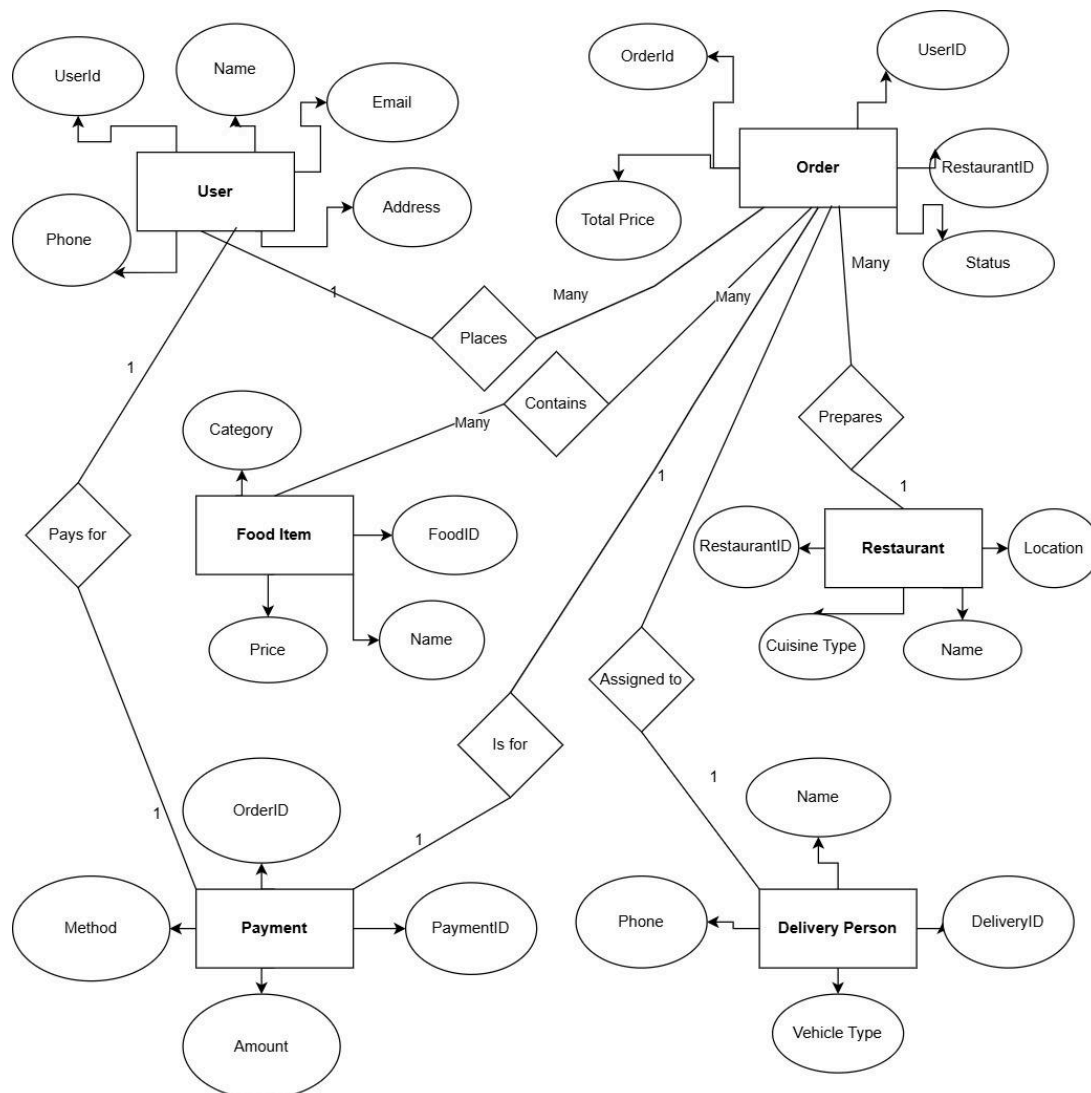 UserId
Name
Email
User
Address
Phone
OrderId
UserID
Order
RestaurantID
Total Price
Status
1
Many
Places
Many
Many
1
Contains
Many
Prepares
Category
Pays for
Food Item
FoodID
Price
Name
1
1
RestaurantID
Restaurant
Location
Cuisine Type
Name
Assigned to
Is for
1
1
1
OrderID
Method
Payment
PaymentID
Amount
Name
Phone
Delivery Person
DeliveryID
Vehicle Type